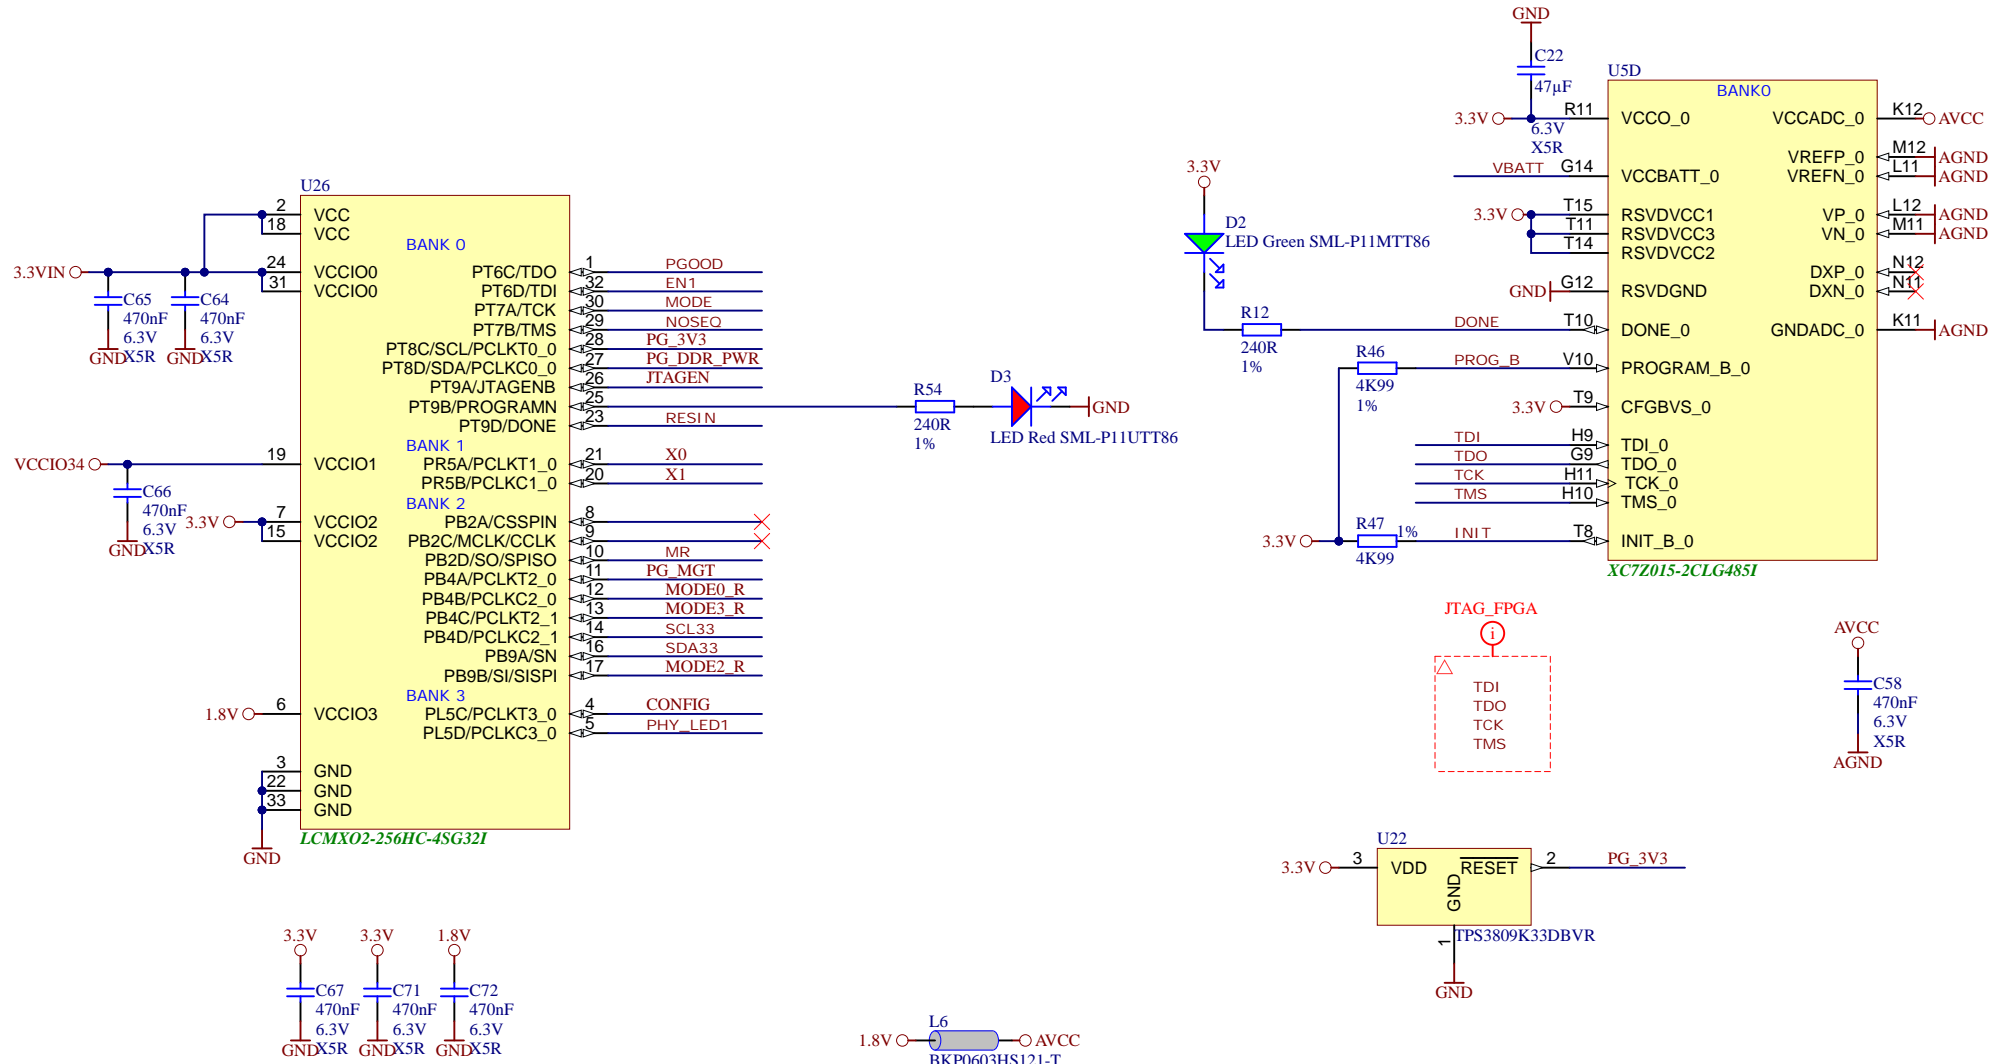 U26
2 VCC
18 VCC
BANK 0
3.3VIN
24 VCCIO0
31 VCCIO0
C65
470nF
6.3V
X5R
GND
C64
470nF
6.3V
X5R
GND
PT6C/TDO 1 PGOOD
PT6D/TDI 32 EN1
PT7A/TCK 30 MODE
PT7B/TMS 29 NOSEQ
PT8C/SCL/PCLKT0_0 28 PG_3V3
PT8D/SDA/PCLKC0_0 27 PG_DDR_PWR
PT9A/JTAGENB 26 JTAGEN
PT9B/PROGRAMN 25
PT9D/DONE 23 RESIN
R54
240R
1%
D3
GND
LED Red SML-P11UTT86
BANK 1
VCCIO34
19 VCCIO1
PR5A/PCLKT1_0 21 X0
PR5B/PCLKC1_0 20 X1
C66
470nF
6.3V
X5R
GND
BANK 2
3.3V
7 VCCIO2
15 VCCIO2
PB2A/CSSPIN 8
PB2C/MCLK/CCLK 9
PB2D/SO/SPISO 10 MR
PB4A/PCLKT2_0 11 PG_MGT
PB4B/PCLKC2_0 12 MODE0_R
PB4C/PCLKT2_1 13 MODE3_R
PB4D/PCLKC2_1 14 SCL33
PB9A/SN 16 SDA33
PB9B/SI/SISPI 17 MODE2_R
BANK 3
1.8V
6 VCCIO3
PL5C/PCLKT3_0 4 CONFIG
PL5D/PCLKC3_0 5 PHY_LED1
3 GND
22 GND
33 GND
LCMXO2-256HC-4SG32I
GND
3.3V
C67
470nF
6.3V
X5R
GND
3.3V
C71
470nF
6.3V
X5R
GND
1.8V
C72
470nF
6.3V
X5R
GND
1.8V
L6
AVCC
BKP0603HS121-T
GND
C22
47µF
6.3V
X5R
U5D
BANK0
3.3V R11 VCCO_0
VCCADC_0 K12 AVCC
VREFP_0 M12 AGND
VBATT G14 VCCBATT_0
VREFN_0 L11 AGND
3.3V T15 RSVDVCC1
VP_0 L12 AGND
T11 RSVDVCC3
VN_0 M11 AGND
T14 RSVDVCC2
DXP_0 N12
GND G12 RSVDGND
DXN_0 N11
DONE T10 DONE_0
GNDADC_0 K11 AGND
3.3V
D2
LED Green SML-P11MTT86
R12
240R
1%
R46
4K99
1%
PROG_B V10 PROGRAM_B_0
3.3V T9 CFGBVS_0
TDI H9 TDI_0
TDO G9 TDO_0
TCK H11 TCK_0
TMS H10 TMS_0
3.3V
R47 1%
4K99
INIT T8 INIT_B_0
XC7Z015-2CLG485I
JTAG_FPGA
i
TDI
TDO
TCK
TMS
AVCC
C58
470nF
6.3V
X5R
AGND
U22
3.3V 3 VDD
RESET 2 PG_3V3
GND
1
TPS3809K33DBVR
GND